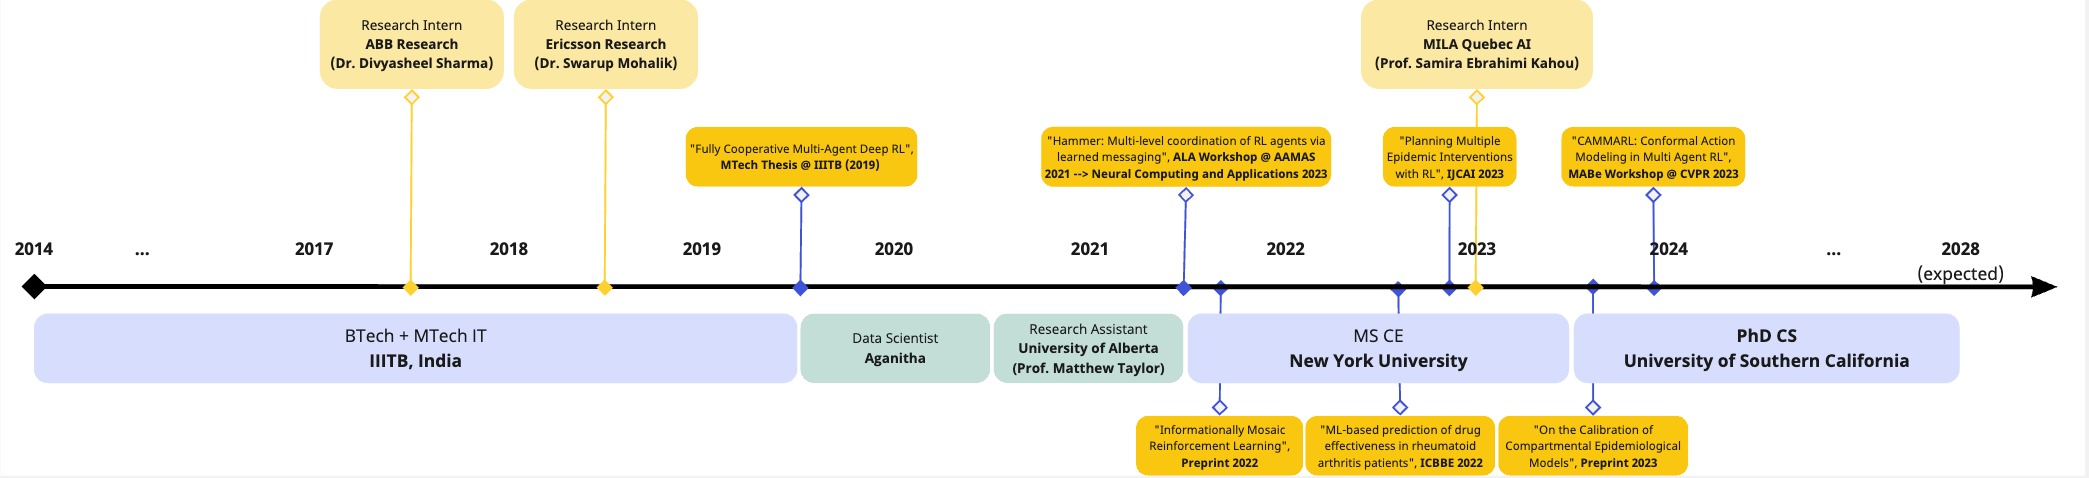 Research Intern
ABB Research
(Dr. Divyasheel Sharma)
Research Intern
Ericsson Research
(Dr. Swarup Mohalik)
Research Intern
MILA Quebec AI
(Prof. Samira Ebrahimi Kahou)
"Fully Cooperative Multi-Agent Deep RL",
MTech Thesis @ IIITB (2019)
"Hammer: Multi-level coordination of RL agents via
learned messaging", ALA Workshop @ AAMAS
2021 --> Neural Computing and Applications 2023
"Planning Multiple
Epidemic Interventions
with RL", IJCAI 2023
"CAMMARL: Conformal Action
Modeling in Multi Agent RL",
MABe Workshop @ CVPR 2023
2014 ... 2017 2018 2019 2020 2021 2022 2023 2024 ... 2028
(expected)
BTech + MTech IT
IIITB, India
Data Scientist
Aganitha
Research Assistant
University of Alberta
(Prof. Matthew Taylor)
MS CE
New York University
PhD CS
University of Southern California
"Informationally Mosaic
Reinforcement Learning",
Preprint 2022
"ML-based prediction of drug
effectiveness in rheumatoid
arthritis patients", ICBBE 2022
"On the Calibration of
Compartmental Epidemiological
Models", Preprint 2023